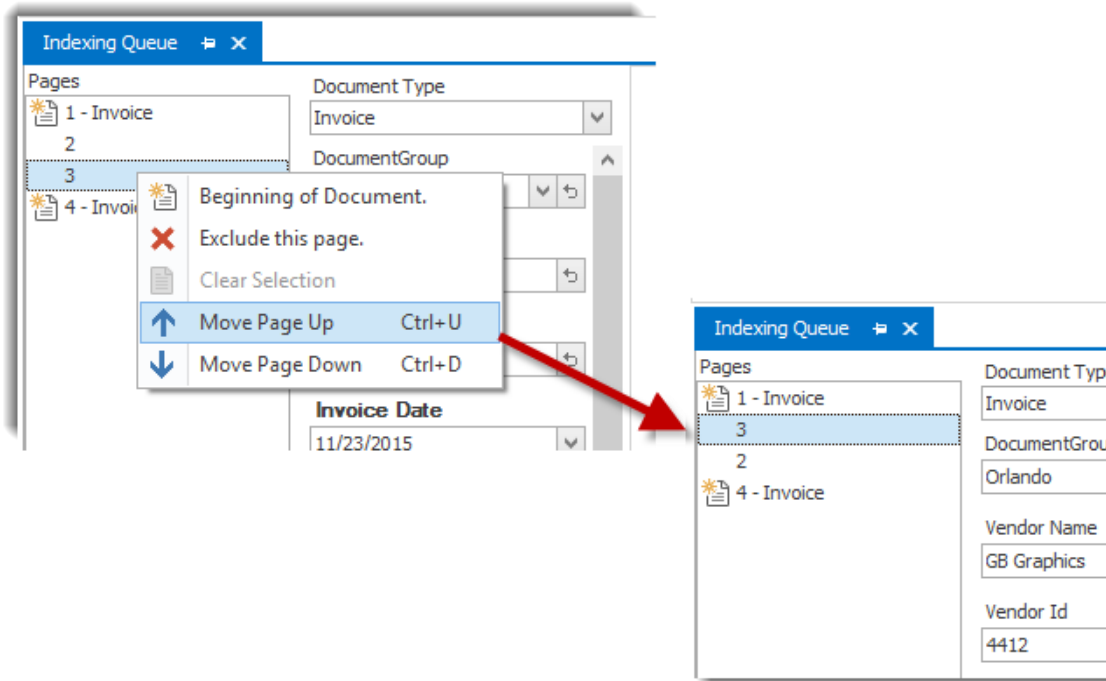 Indexing Queue
Pages
1 - Invoice
2
3
4 - Invoi
Document Type
Invoice
DocumentGroup
Beginning of Document.
Exclude this page.
Clear Selection
Move Page Up Ctrl+U
Move Page Down Ctrl+D
Invoice Date
11/23/2015
Indexing Queue
Pages
1 - Invoice
3
2
4 - Invoice
Document Typ
Invoice
DocumentGrou
Orlando
Vendor Name
GB Graphics
Vendor Id
4412